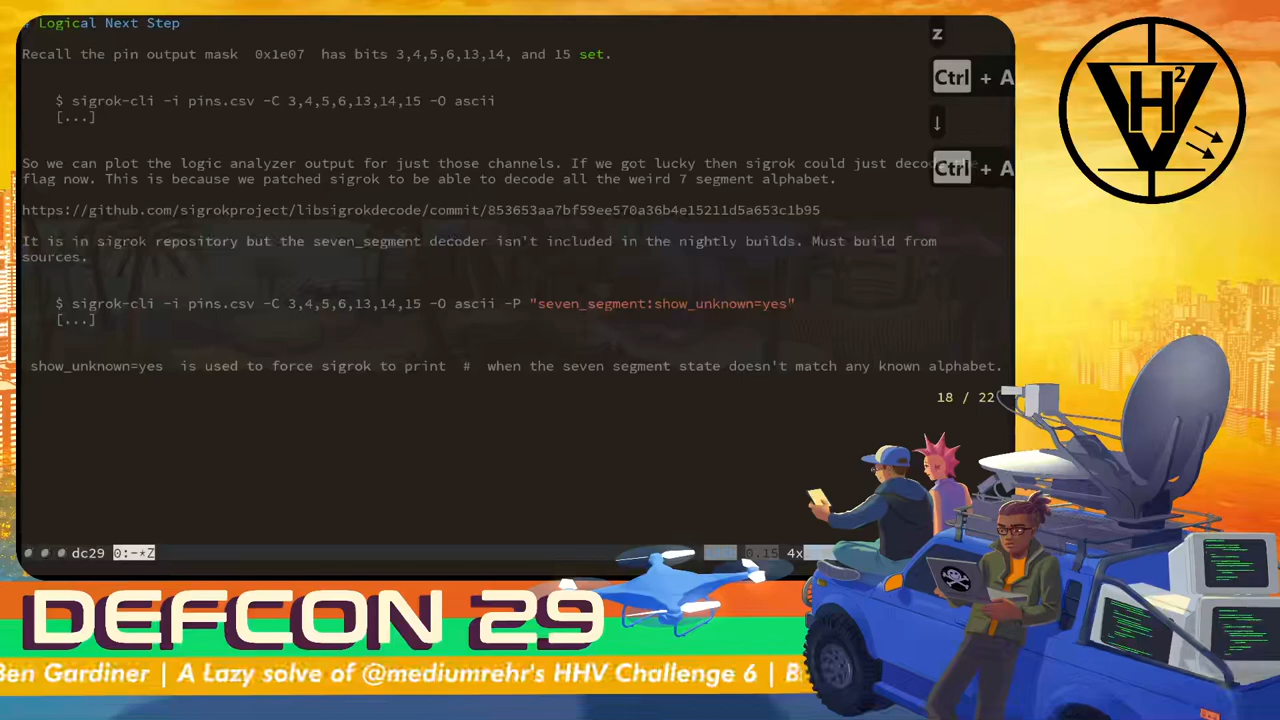 Logical Next Step
z
Recall the pin output mask 0x1e07 has bits 3,4,5,6,13,14, and 15 set.
Ctrl + A
$ sigrok-cli -i pins.csv -C 3,4,5,6,13,14,15 -O ascii
[...]
↓
So we can plot the logic analyzer output for just those channels. If we got lucky then sigrok could just
Ctrl + A
flag now. This is because we patched sigrok to be able to decode all the weird 7 segment alphabet.
https://github.com/sigrokproject/libsigrokdecode/commit/853653aa7bf59ee570a36b4e15211d5a653c1b95
It is in sigrok repository but the seven_segment decoder isn't included in the nightly builds. Must build from
sources.
$ sigrok-cli -i pins.csv -C 3,4,5,6,13,14,15 -O ascii -P "seven_segment:show_unknown=yes"
[...]
show_unknown=yes is used to force sigrok to print # when the seven segment state doesn't match any known alphabet.
18 / 22
dc29 0:-*Z
0.15 4x
H2V
DEFCON 29
Ben Gardiner | A Lazy solve of @mediumrehr's HHV Challenge 6 |